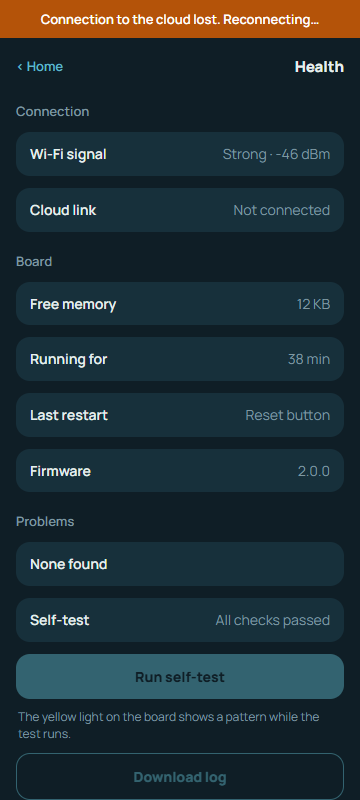 Connection to the cloud lost. Reconnecting…
‹ Home
Health
Connection
Wi-Fi signal
Strong · -46 dBm
Cloud link
Not connected
Board
Free memory
12 KB
Running for
38 min
Last restart
Reset button
Firmware
2.0.0
Problems
None found
Self-test
All checks passed
Run self-test
The yellow light on the board shows a pattern while the
test runs.
Download log